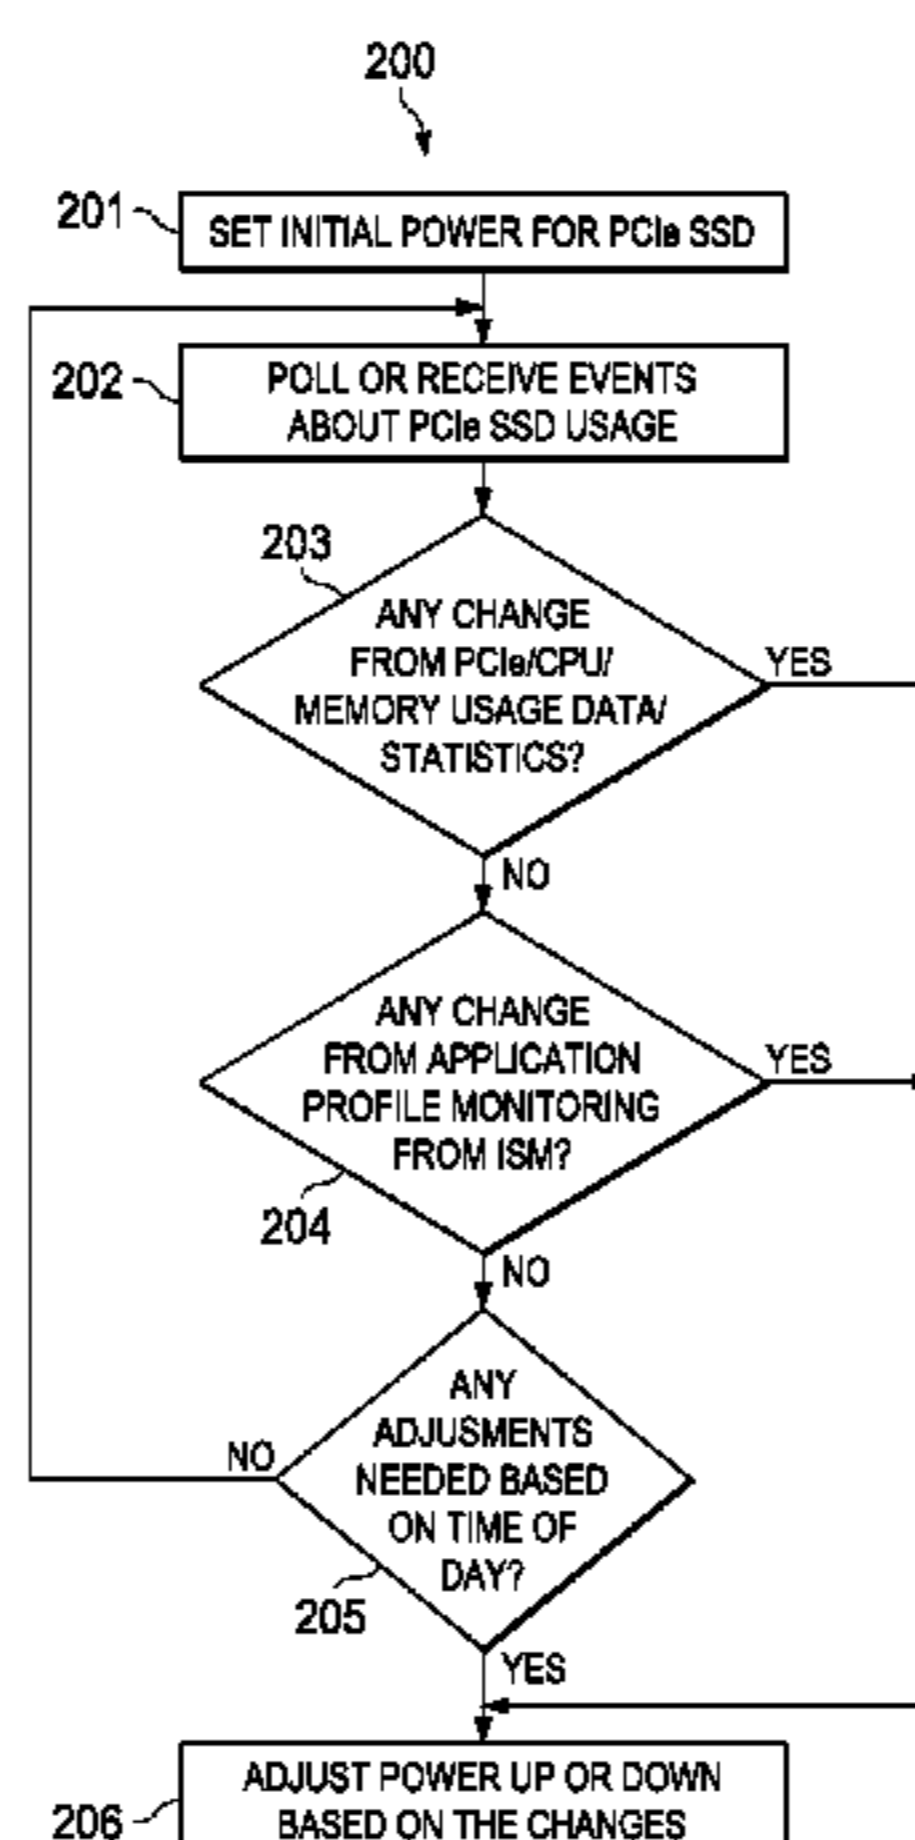 200
201
SET INITIAL POWER FOR PCIe SSD
202
POLL OR RECEIVE EVENTS
ABOUT PCIe SSD USAGE
203
ANY CHANGE
FROM PCIe/CPU/
MEMORY USAGE DATA/
STATISTICS?
YES
NO
ANY CHANGE
FROM APPLICATION
PROFILE MONITORING
FROM ISM?
YES
204
NO
ANY
ADJUSMENTS
NEEDED BASED
ON TIME OF
DAY?
NO
205
YES
206
ADJUST POWER UP OR DOWN
BASED ON THE CHANGES